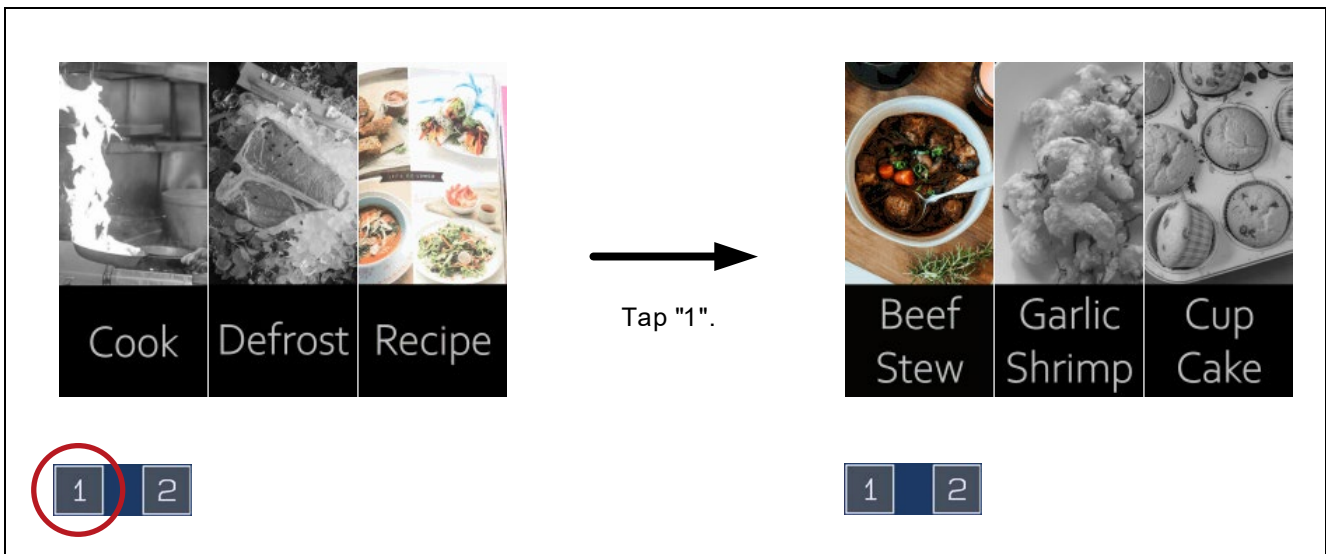 Cook
Defrost
Recipe
Tap "1".
Beef
Stew
Garlic
Shrimp
Cup
Cake
1
2
1
2